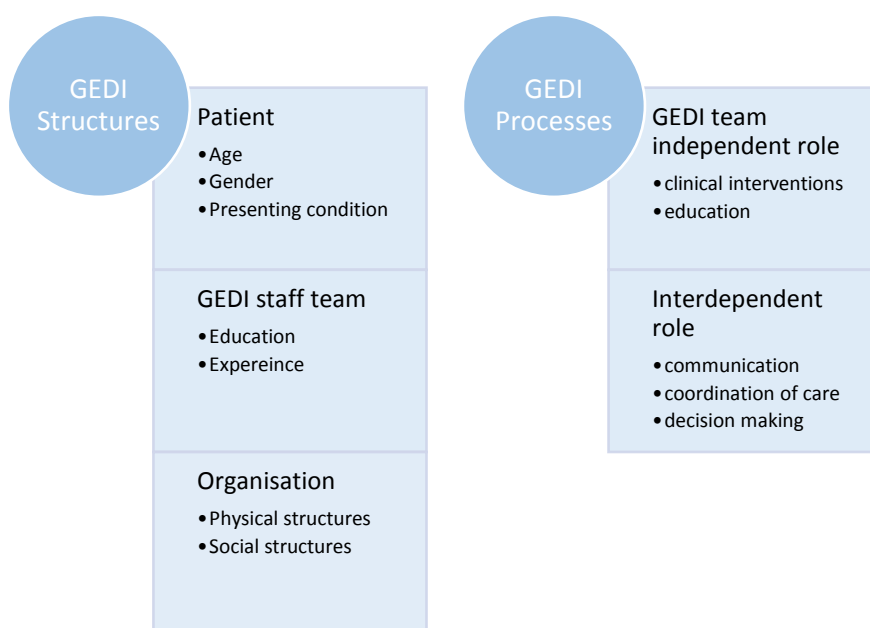 GEDI
Structures
Patient
•Age
•Gender
•Presenting condition
GEDI staff team
•Education
•Expereince
Organisation
•Physical structures
•Social structures
GEDI
Processes
GEDI team
independent role
•clinical interventions
•education
Interdependent
role
•communication
•coordination of care
•decision making